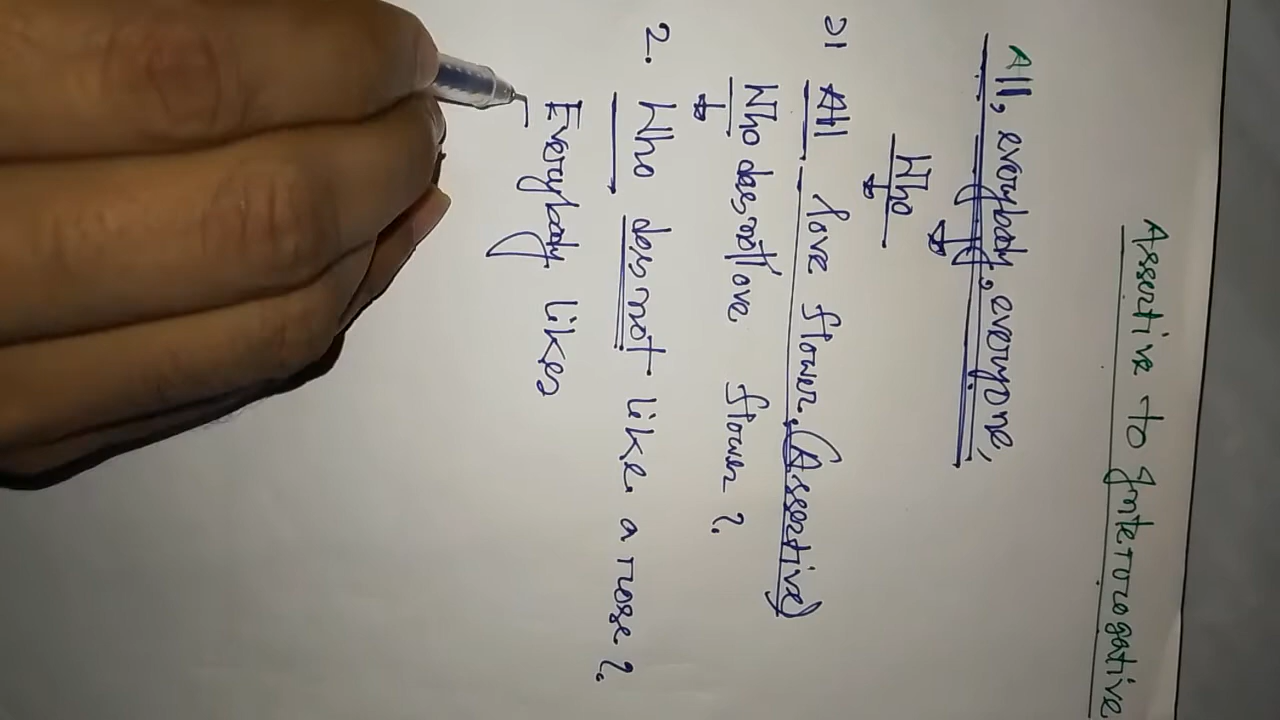 Assertive to Interrogative
All, everybody, everyone,
Who
1) All love flower. (Assertive)
Who does not love flower?
2. Who does not like a rose?
Everybody likes